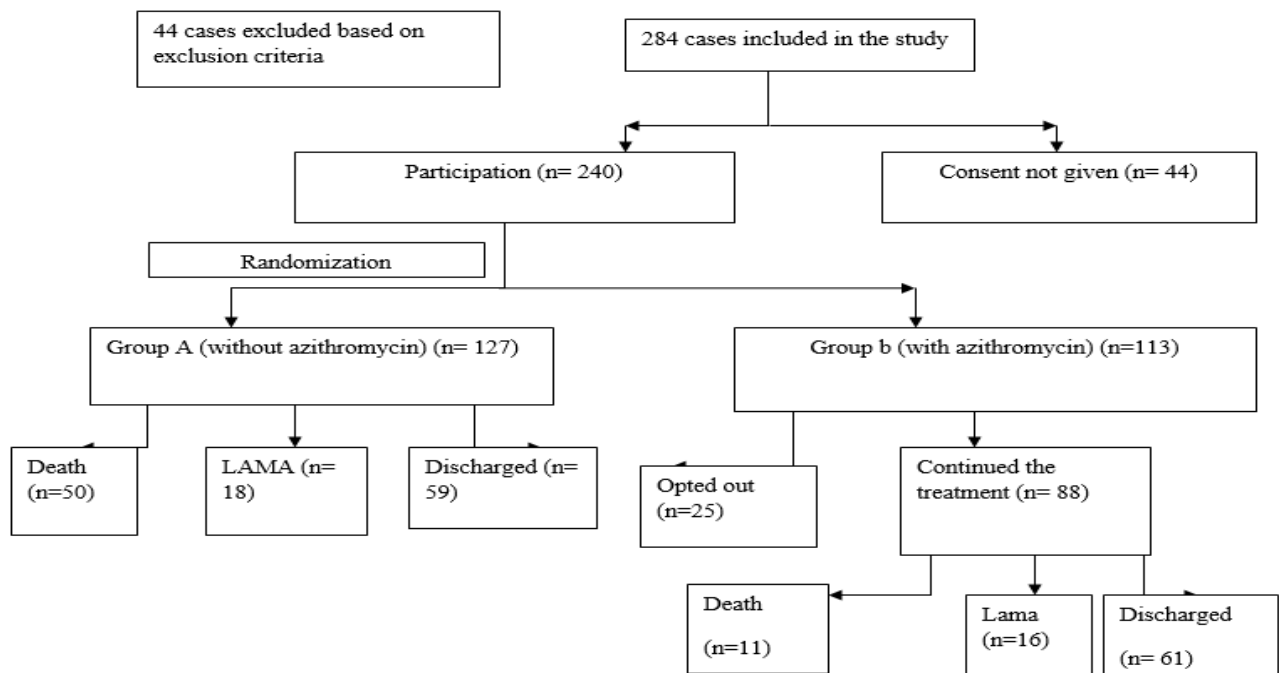 44 cases excluded based on
exclusion criteria
284 cases included in the study
Participation (n= 240)
Consent not given (n= 44)
Randomization
Group A (without azithromycin) (n= 127)
Group b (with azithromycin) (n=113)
Death
(n=50)
LAMA (n=
18)
Discharged (n=
59)
Opted out
(n=25)
Continued the
treatment (n= 88)
Death
(n=11)
Lama
(n=16)
Discharged
(n= 61)